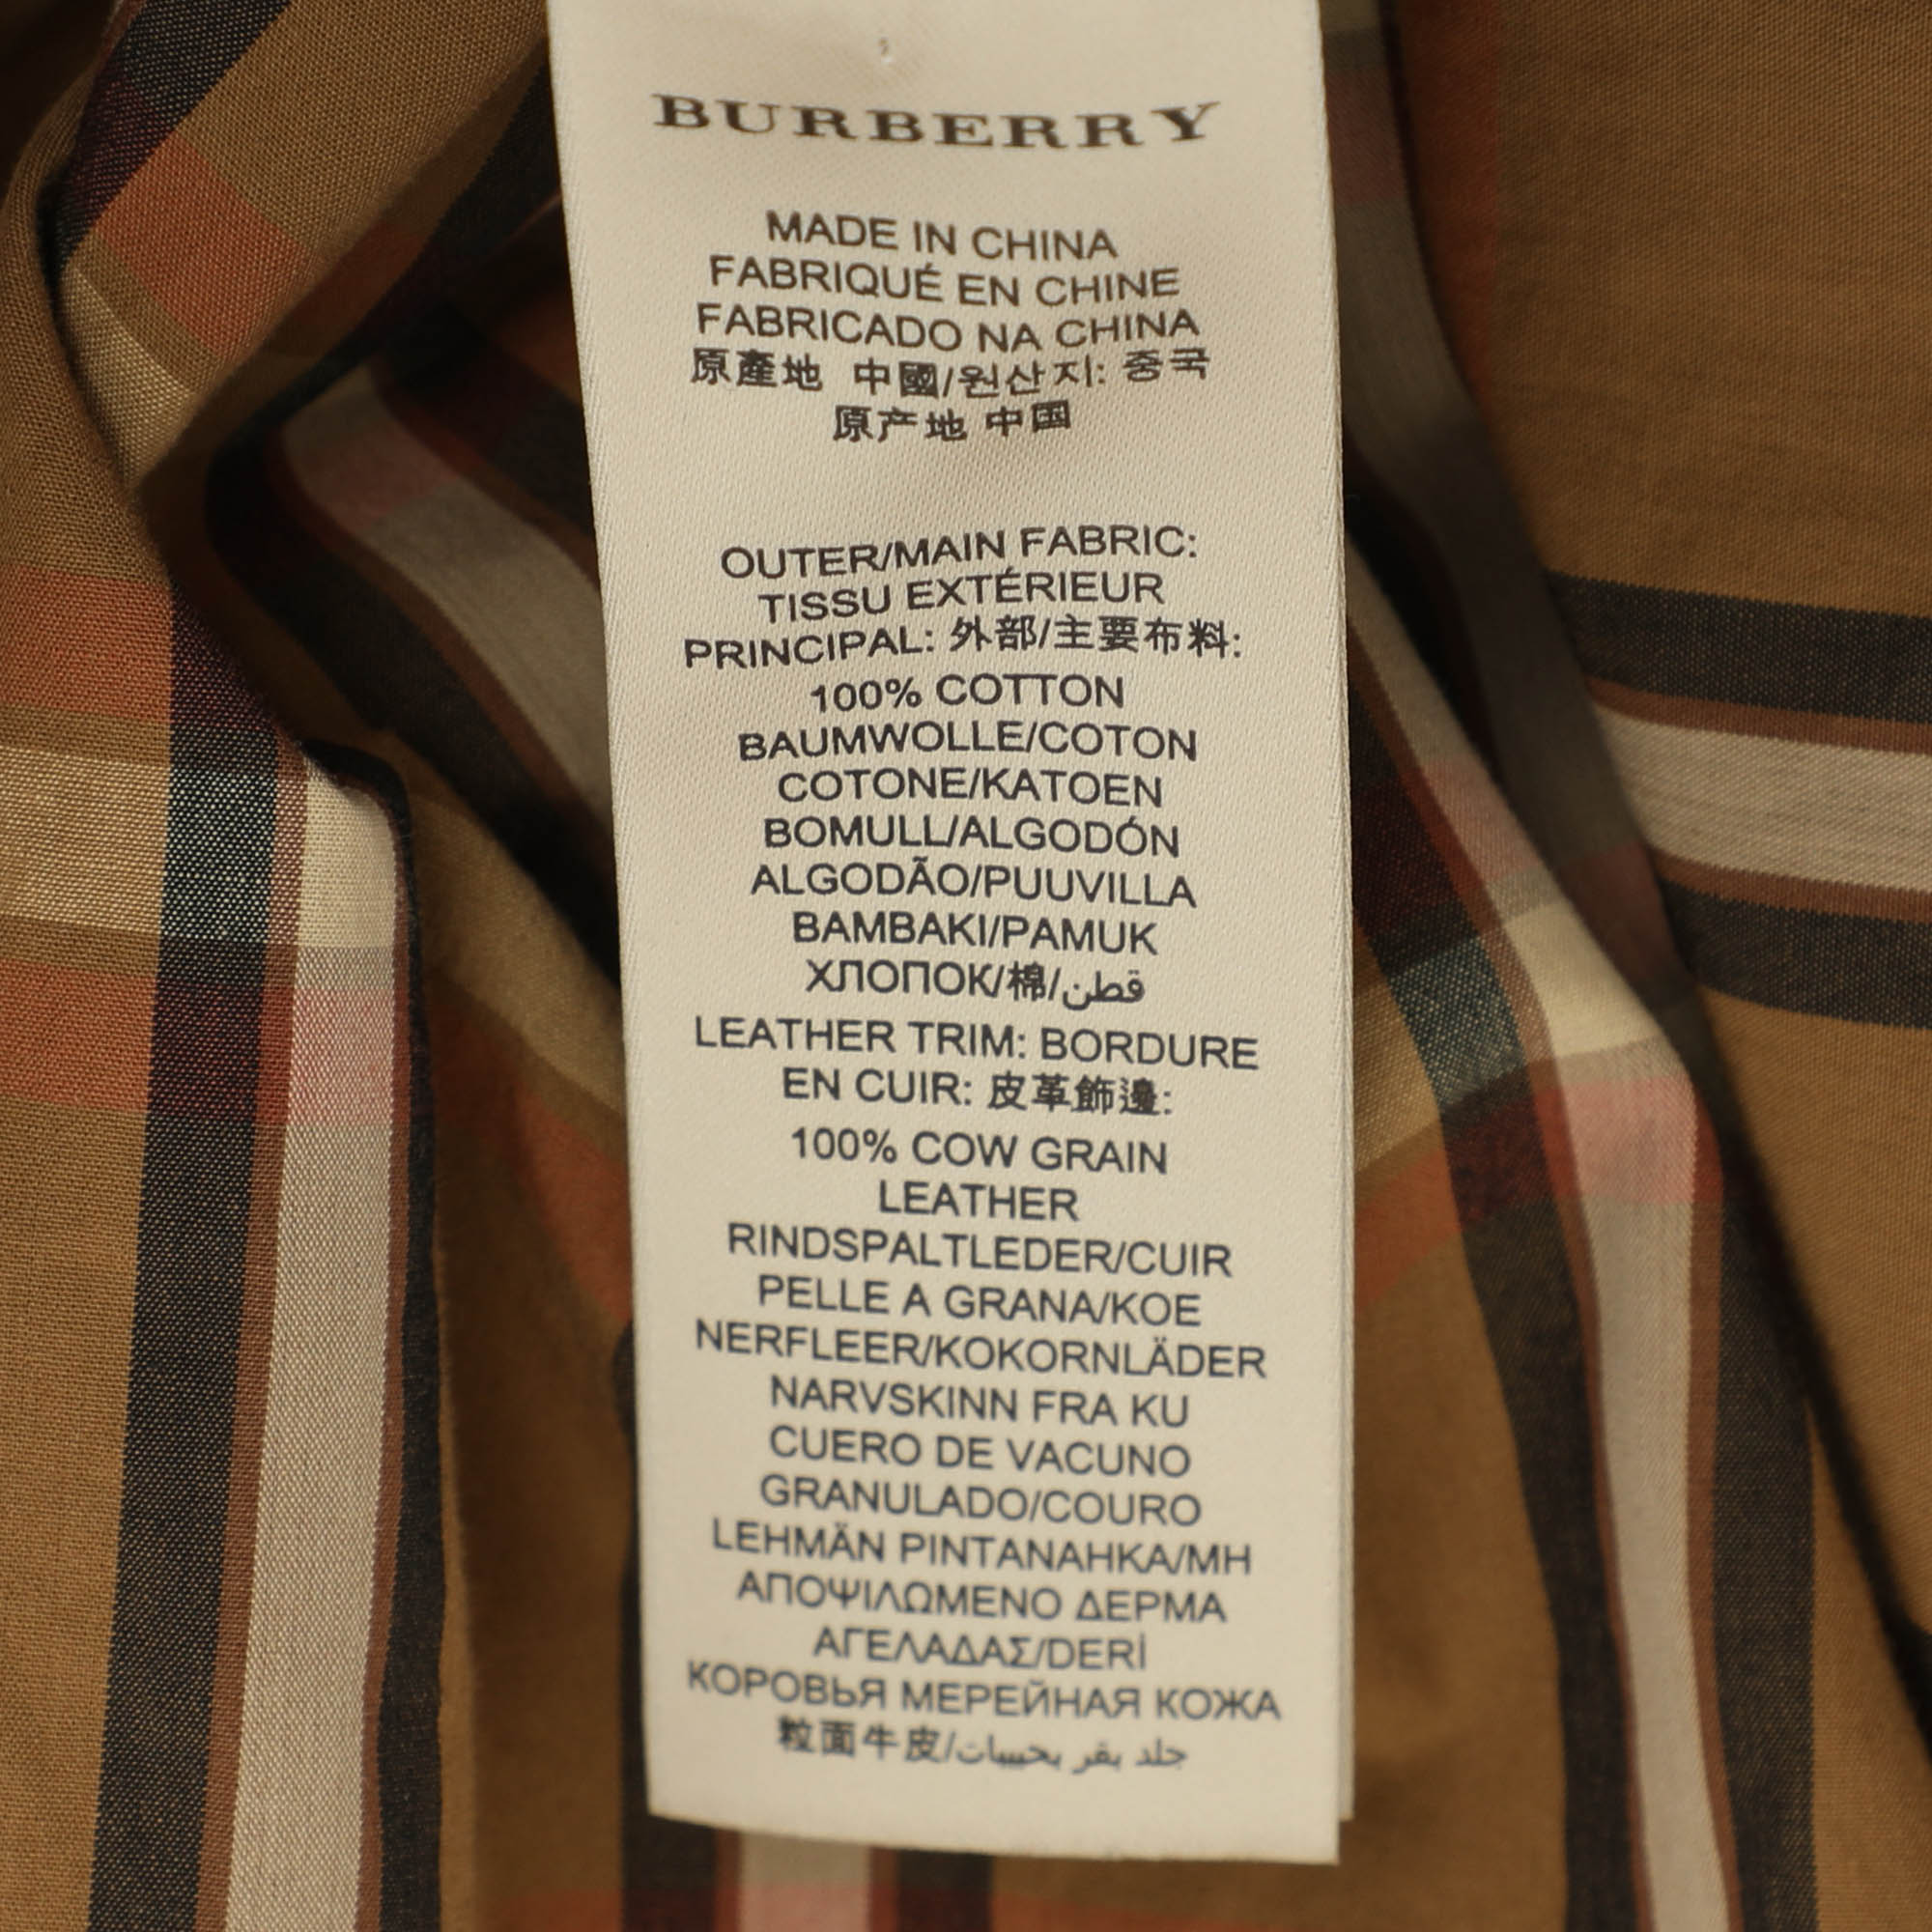 BURBERRY
MADE IN CHINA
FABRIQUÉ EN CHINE
FABRICADO NA CHINA
原產地 中國/원산지: 중국
原产地 中国
OUTER/MAIN FABRIC:
TISSU EXTÉRIEUR
PRINCIPAL: 外部/主要布料:
100% COTTON
BAUMWOLLE/COTON
COTONE/KATOEN
BOMULL/ALGODÓN
ALGODÃO/PUUVILLA
BAMBAKI/PAMUK
ХЛОПОК/棉/قطن
LEATHER TRIM: BORDURE
EN CUIR: 皮革飾邊:
100% COW GRAIN
LEATHER
RINDSPALTLEDER/CUIR
PELLE A GRANA/KOE
NERFLEER/KOKORNLÄDER
NARVSKINN FRA KU
CUERO DE VACUNO
GRANULADO/COURO
LEHMÄN PINTANAHKA/ΜΗ
ΑΠΟΨΙΛΩΜΕΝΟ ΔΕΡΜΑ
ΑΓΕΛΑΔΑΣ/DERİ
КОРОВЬЯ МЕРЕЙНАЯ КОЖА
粒面牛皮/جلد بقر بحبيبات